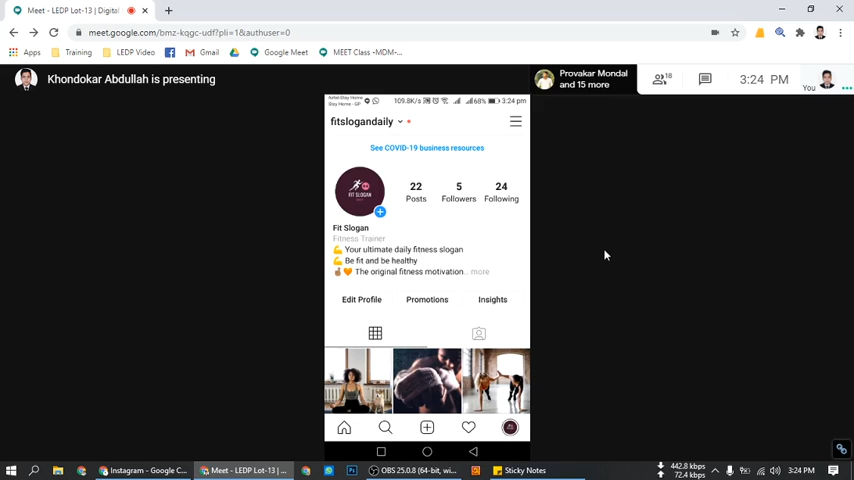 Meet - LEDP Lot-13 | Digital
meet.google.com/bmz-kqgc-udf?pli=1&authuser=0
Apps Training LEDP Video Gmail Google Meet MEET Class -MDM-...
Khondokar Abdullah is presenting
Provakar Mondal
and 15 more
18
3:24 PM
You
Stay Home - GP 109.8K/s 68% 3:24 pm
fitslogandaily
See COVID-19 business resources
FIT SLOGAN
22 5 24
Posts Followers Following
Fit Slogan
Fitness Trainer
Your ultimate daily fitness slogan
Be fit and be healthy
The original fitness motivation... more
Edit Profile Promotions Insights
Instagram - Google C... Meet - LEDP Lot-13 | ... OBS 25.0.8 (64-bit, wi... Sticky Notes
442.8 kbps
72.4 kbps
3:24 PM